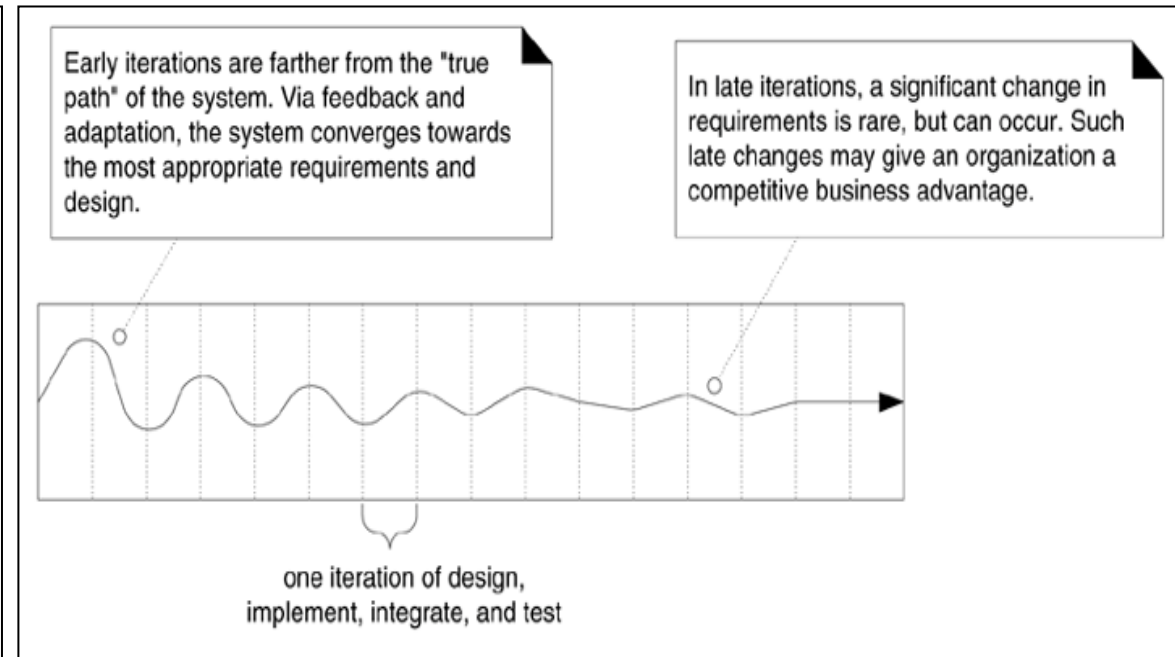 Early iterations are farther from the "true
path" of the system. Via feedback and
adaptation, the system converges towards
the most appropriate requirements and
design.
In late iterations, a significant change in
requirements is rare, but can occur. Such
late changes may give an organization a
competitive business advantage.
one iteration of design,
implement, integrate, and test